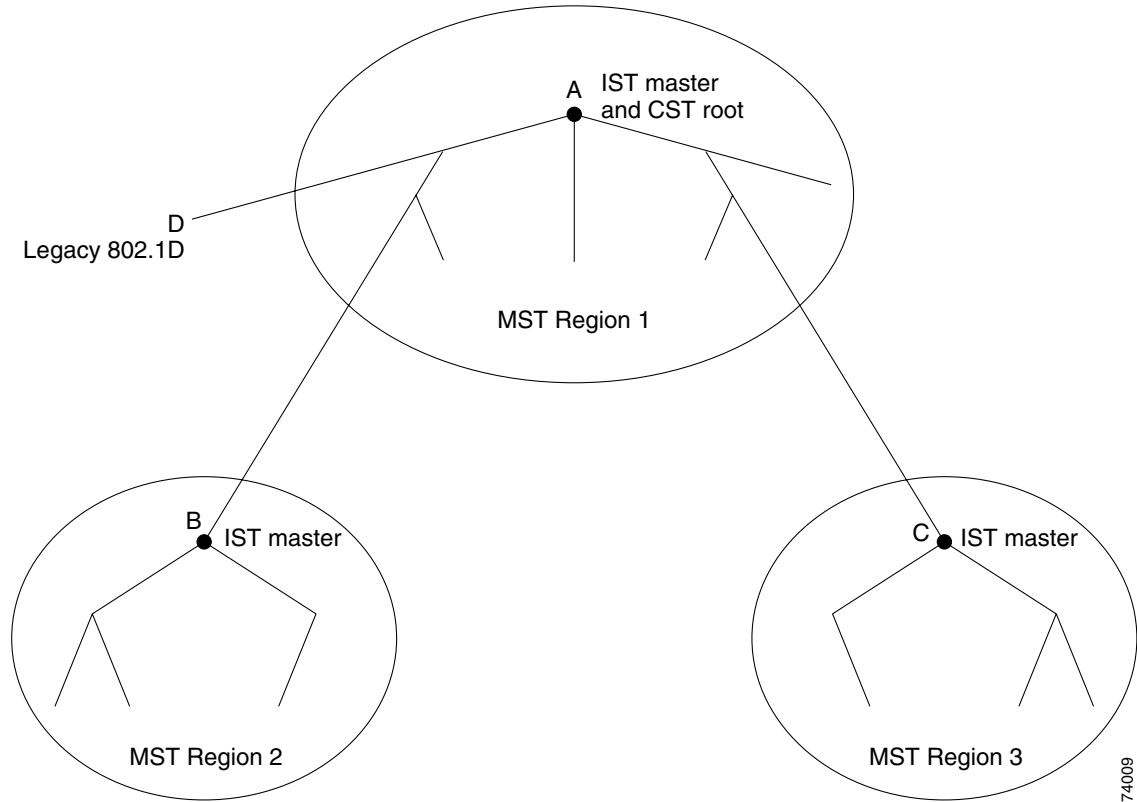 A
IST master
and CST root
D
Legacy 802.1D
MST Region 1
B
IST master
C
IST master
MST Region 2
MST Region 3
74009